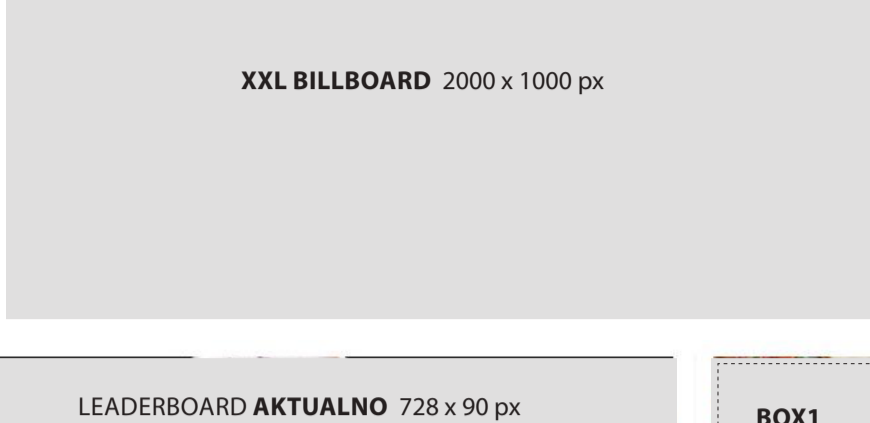 XXL BILLBOARD 2000 x 1000 px
LEADERBOARD AKTUALNO 728 x 90 px
BOX1